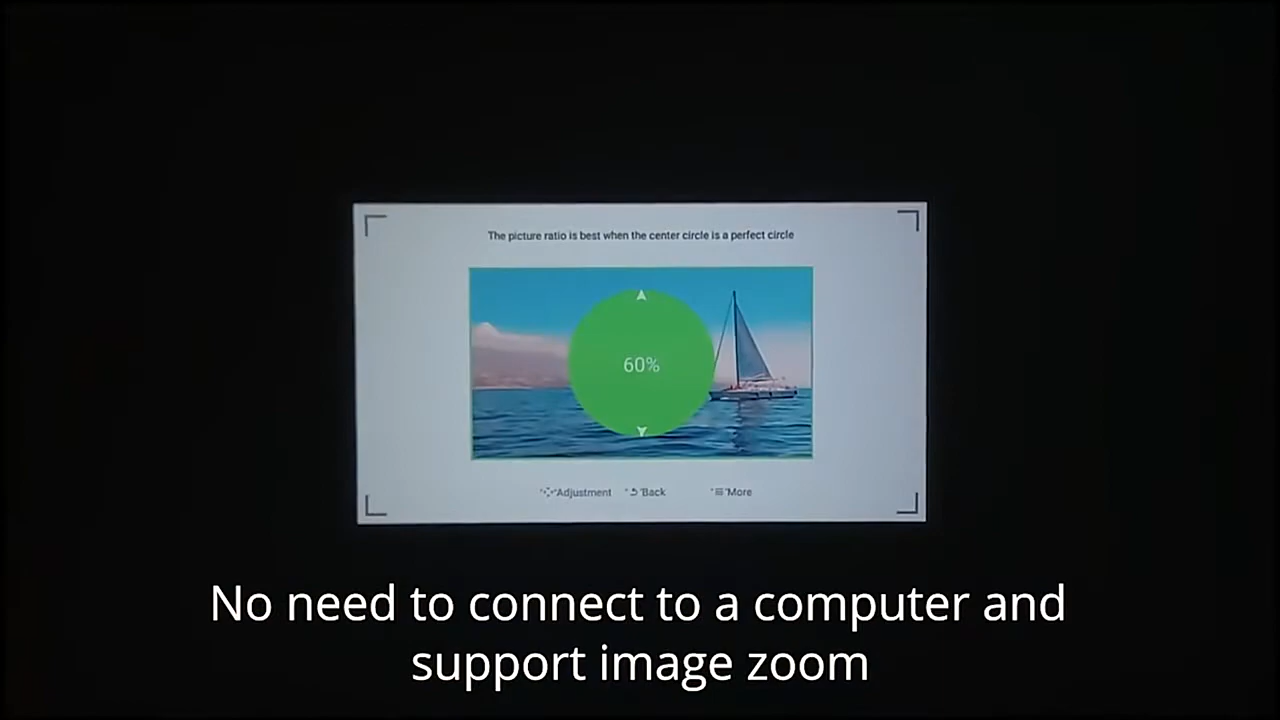 The picture ratio is best when the center circle is a perfect circle
60%
"Adjustment "Back "More
No need to connect to a computer and
support image zoom